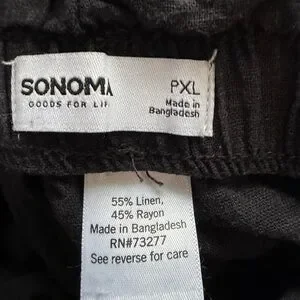 SONOMA
GOODS FOR LIF
PXL
Made in
Bangladesh
55% Linen,
45% Rayon
Made in Bangladesh
RN#73277
See reverse for care